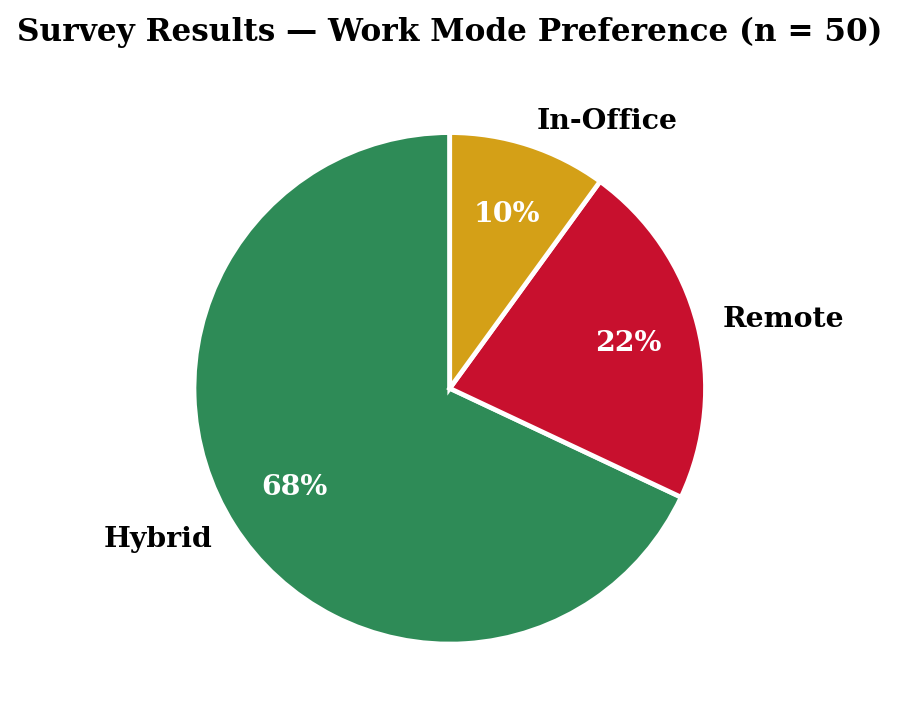 Survey Results — Work Mode Preference (n = 50)
In-Office
10%
Remote
22%
68%
Hybrid